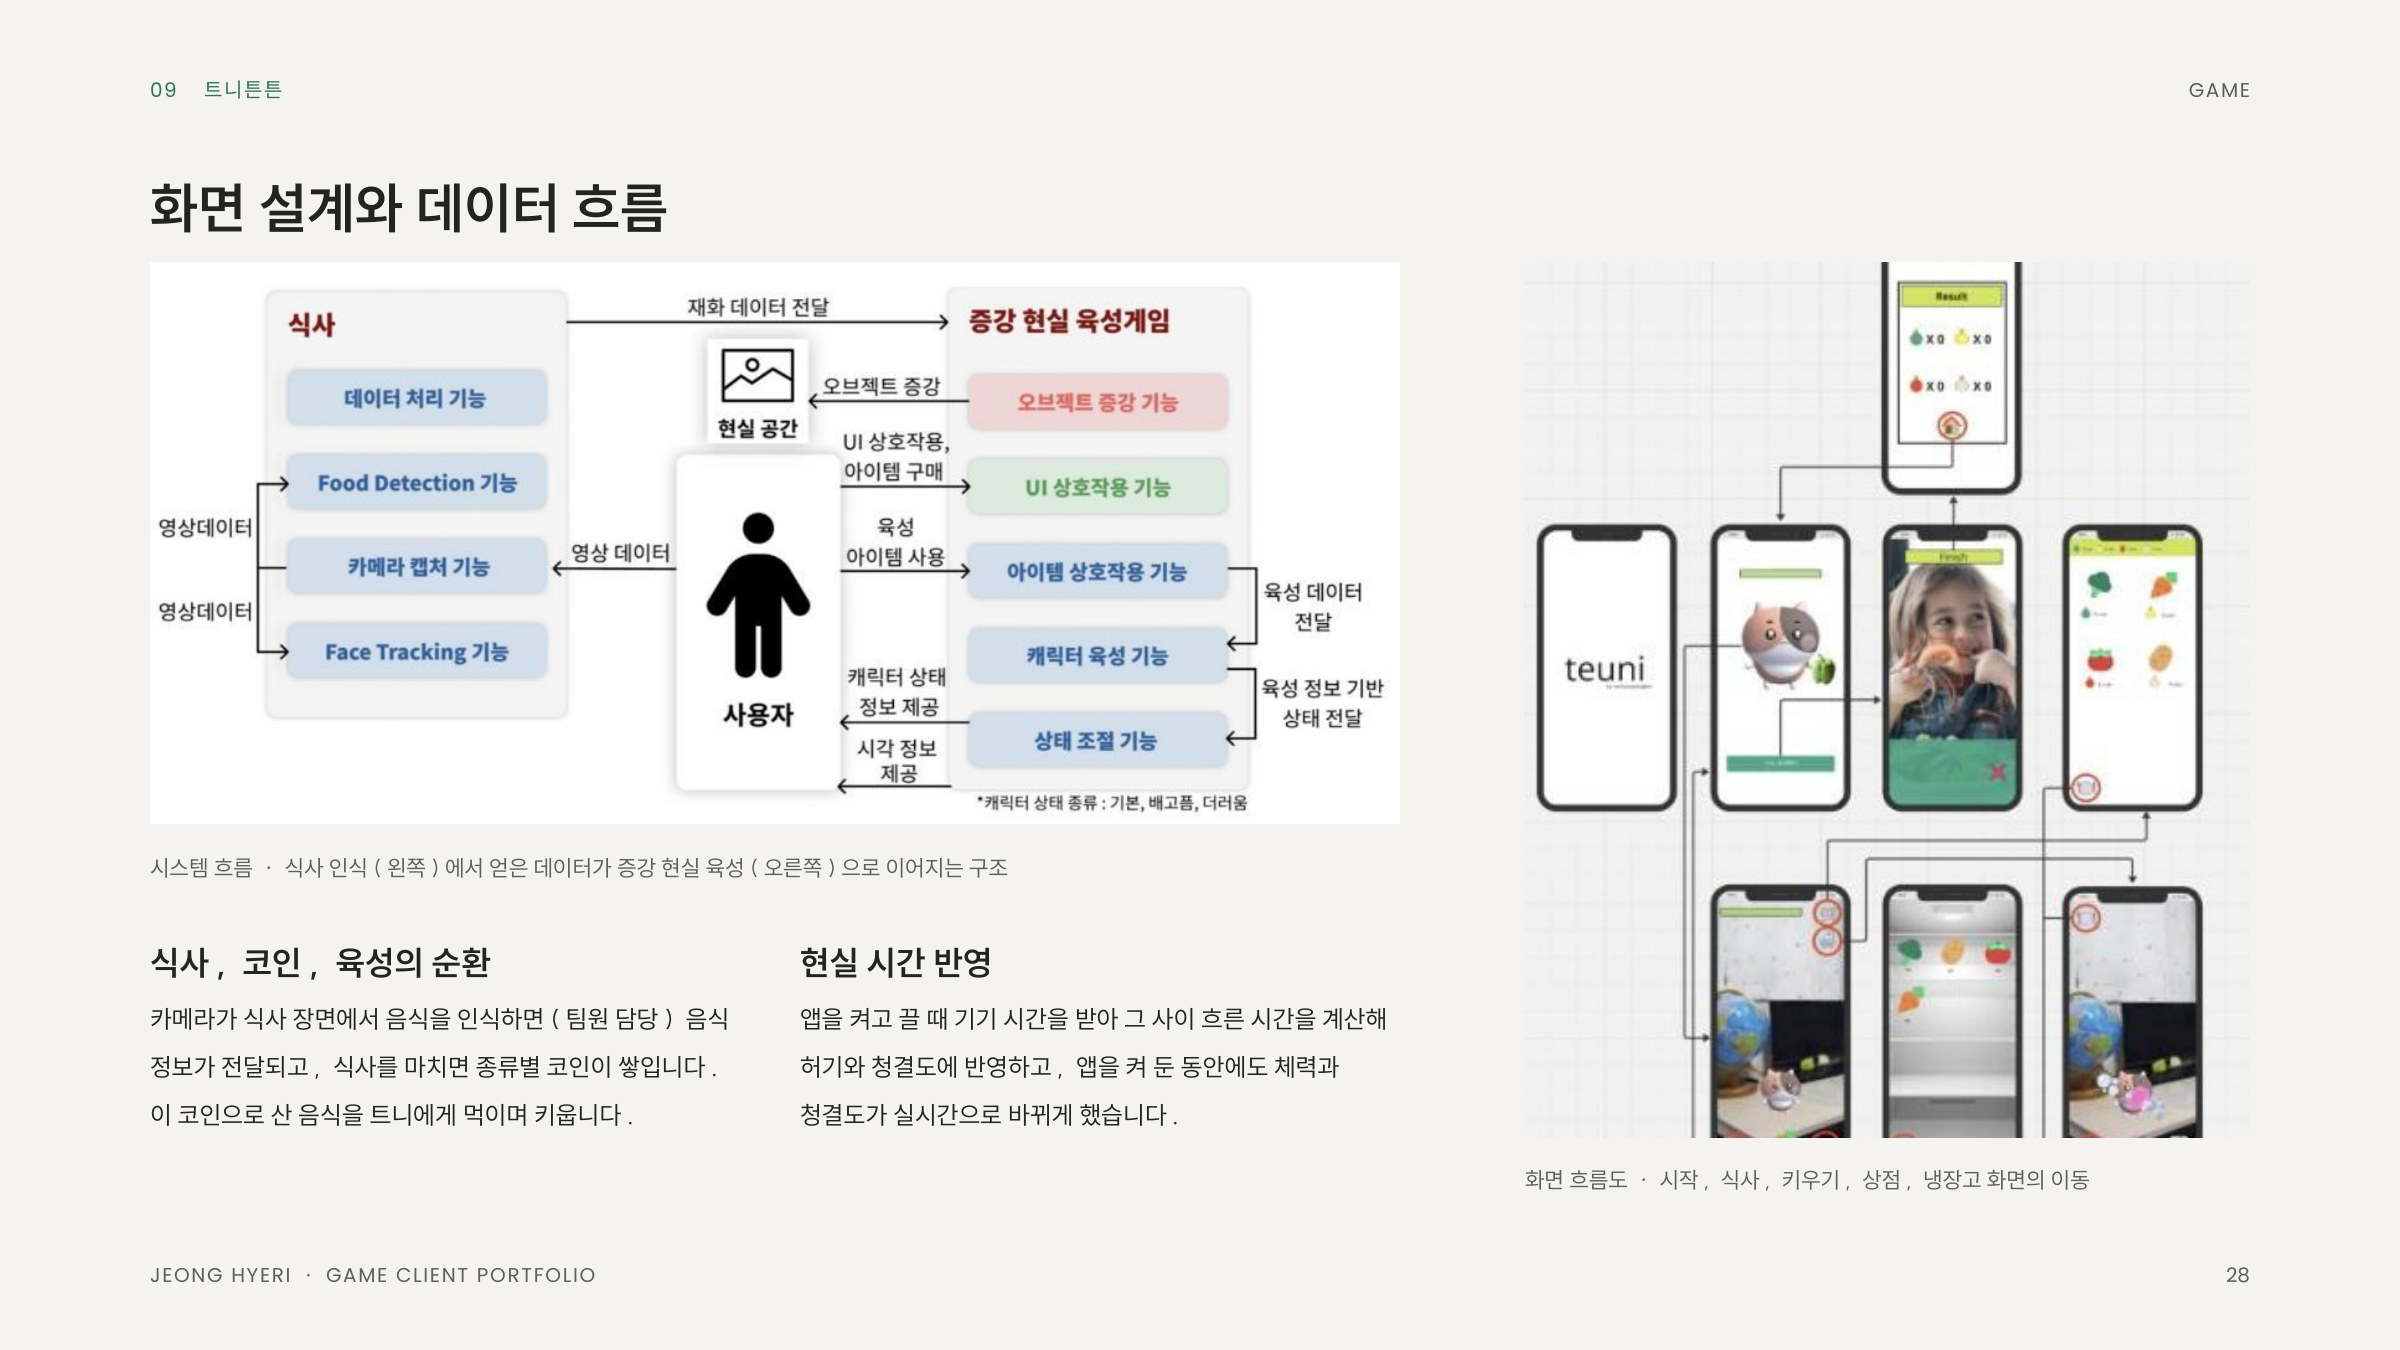 09 트니튼튼
GAME
화면 설계와 데이터 흐름
식사
데이터 처리 기능
Food Detection 기능
카메라 캡처 기능
Face Tracking 기능
영상데이터
영상데이터
재화 데이터 전달
현실 공간
영상 데이터
사용자
오브젝트 증강
UI 상호작용,
아이템 구매
육성
아이템 사용
캐릭터 상태
정보 제공
시각 정보
제공
증강 현실 육성게임
오브젝트 증강 기능
UI 상호작용 기능
아이템 상호작용 기능
캐릭터 육성 기능
상태 조절 기능
육성 데이터
전달
육성 정보 기반
상태 전달
*캐릭터 상태 종류 : 기본, 배고픔, 더러움
시스템 흐름 · 식사 인식 ( 왼쪽 ) 에서 얻은 데이터가 증강 현실 육성 ( 오른쪽 ) 으로 이어지는 구조
식사 , 코인 , 육성의 순환
카메라가 식사 장면에서 음식을 인식하면 ( 팀원 담당 ) 음식
정보가 전달되고 , 식사를 마치면 종류별 코인이 쌓입니다 .
이 코인으로 산 음식을 트니에게 먹이며 키웁니다 .
현실 시간 반영
앱을 켜고 끌 때 기기 시간을 받아 그 사이 흐른 시간을 계산해
허기와 청결도에 반영하고 , 앱을 켜 둔 동안에도 체력과
청결도가 실시간으로 바뀌게 했습니다 .
Result
X 0 X 0
X 0 X 0
teuni
Finish
화면 흐름도 · 시작 , 식사 , 키우기 , 상점 , 냉장고 화면의 이동
JEONG HYERI · GAME CLIENT PORTFOLIO
28